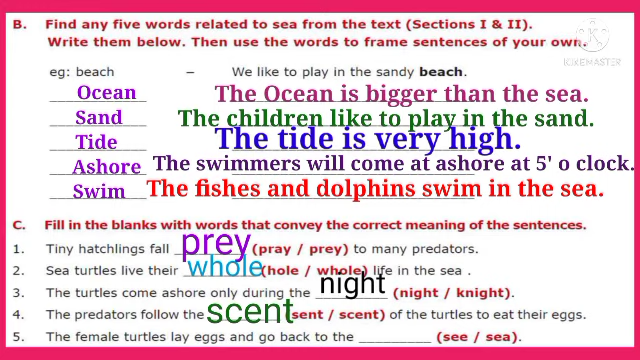 B. Find any five words related to sea from the text (Sections I & II).
Write them below. Then use the words to frame sentences of your own.
KINEMASTER
eg: beach – We like to play in the sandy beach.
Ocean The Ocean is bigger than the sea.
Sand The children like to play in the sand.
Tide The tide is very high.
Ashore The swimmers will come at ashore at 5' o clock.
Swim The fishes and dolphins swim in the sea.
C. Fill in the blanks with words that convey the correct meaning of the sentences.
1. Tiny hatchlings fall prey (pray / prey) to many predators.
2. Sea turtles live their whole (hole / whole) life in the sea .
3. The turtles come ashore only during the night (night / knight).
4. The predators follow the scent (sent / scent) of the turtles to eat their eggs.
5. The female turtles lay eggs and go back to the ________ (see / sea).